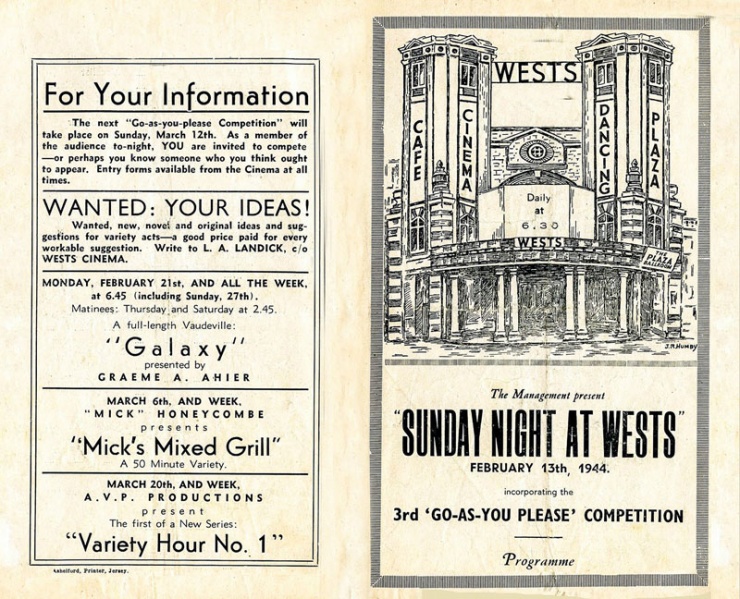 For Your Information
The next "Go-as-you-please Competition" will
take place on Sunday, March 12th. As a member of
the audience to-night, YOU are invited to compete
—or perhaps you know someone who you think ought
to appear. Entry forms available from the Cinema at all
times.
WANTED: YOUR IDEAS!
Wanted, new, novel and original ideas and sug-
gestions for variety acts—a good price paid for every
workable suggestion. Write to L. A. LANDICK, c/o
WESTS CINEMA.
MONDAY, FEBRUARY 21st, AND ALL THE WEEK,
at 6.45 (including Sunday, 27th).
Matinees: Thursday and Saturday at 2.45.
A full-length Vaudeville:
"Galaxy"
presented by
GRAEME A. AHIER
MARCH 6th, AND WEEK,
"MICK" HONEYCOMBE
presents
"Mick's Mixed Grill"
A 50 Minute Variety.
MARCH 20th, AND WEEK,
A.V.P. PRODUCTIONS
present
The first of a New Series:
"Variety Hour No. 1"
Labelford, Printer, Jersey.
WESTS
CAFE
CINEMA
DANCING
PLAZA
Daily
at
6.30
WESTS
THE
PLAZA
BALLROOM
J.R.HUMBY
The Management present
"SUNDAY NIGHT AT WESTS"
FEBRUARY 13th, 1944.
incorporating the
3rd 'GO-AS-YOU PLEASE' COMPETITION
Programme